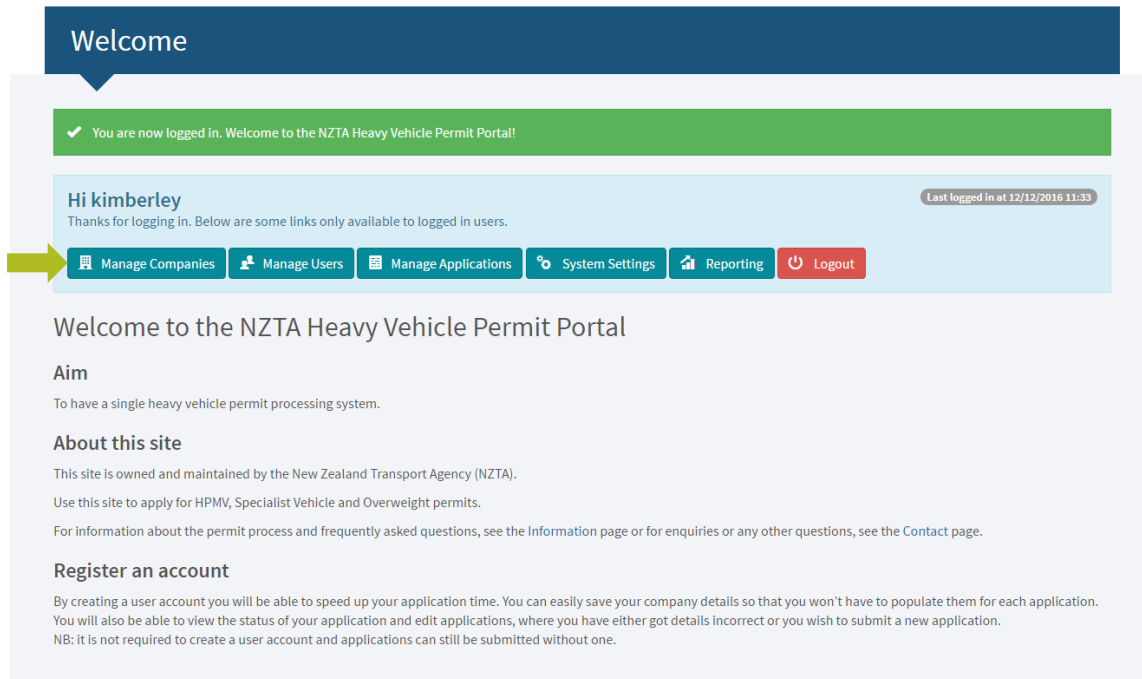 Welcome
You are now logged in. Welcome to the NZTA Heavy Vehicle Permit Portal!
Hi kimberley
Last logged in at 12/12/2016 11:33
Thanks for logging in. Below are some links only available to logged in users.
Manage Companies
Manage Users
Manage Applications
System Settings
Reporting
Logout
Welcome to the NZTA Heavy Vehicle Permit Portal
Aim
To have a single heavy vehicle permit processing system.
About this site
This site is owned and maintained by the New Zealand Transport Agency (NZTA).
Use this site to apply for HPMV, Specialist Vehicle and Overweight permits.
For information about the permit process and frequently asked questions, see the Information page or for enquiries or any other questions, see the Contact page.
Register an account
By creating a user account you will be able to speed up your application time. You can easily save your company details so that you won't have to populate them for each application.
You will also be able to view the status of your application and edit applications, where you have either got details incorrect or you wish to submit a new application.
NB: it is not required to create a user account and applications can still be submitted without one.